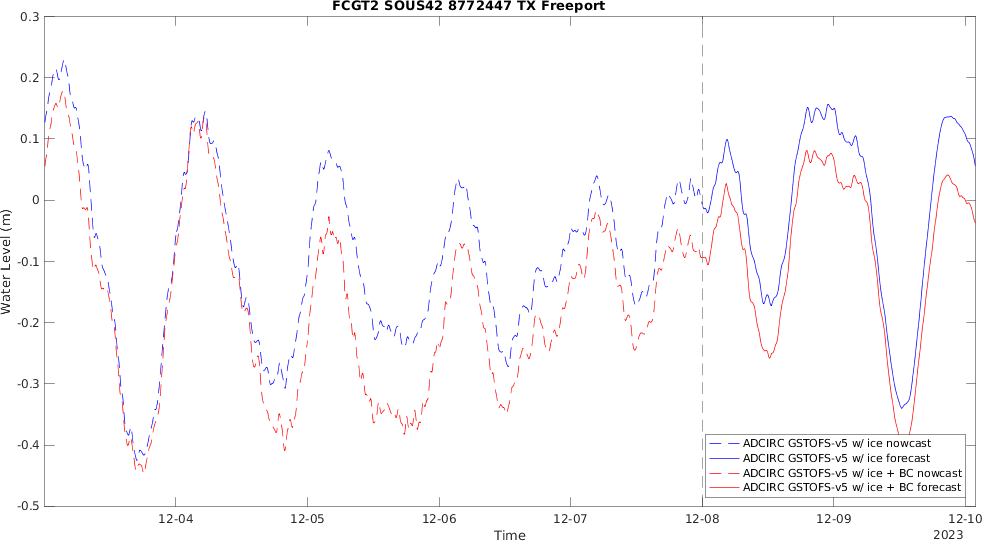 FCGT2 SOUS42 8772447 TX Freeport
0.3
0.2
0.1
0
-0.1
-0.2
-0.3
-0.4
-0.5
Water Level (m)
ADCIRC GSTOFS-v5 w/ ice nowcast
ADCIRC GSTOFS-v5 w/ ice forecast
ADCIRC GSTOFS-v5 w/ ice + BC nowcast
ADCIRC GSTOFS-v5 w/ ice + BC forecast
12-04 12-05 12-06 12-07 12-08 12-09 12-10
Time
2023